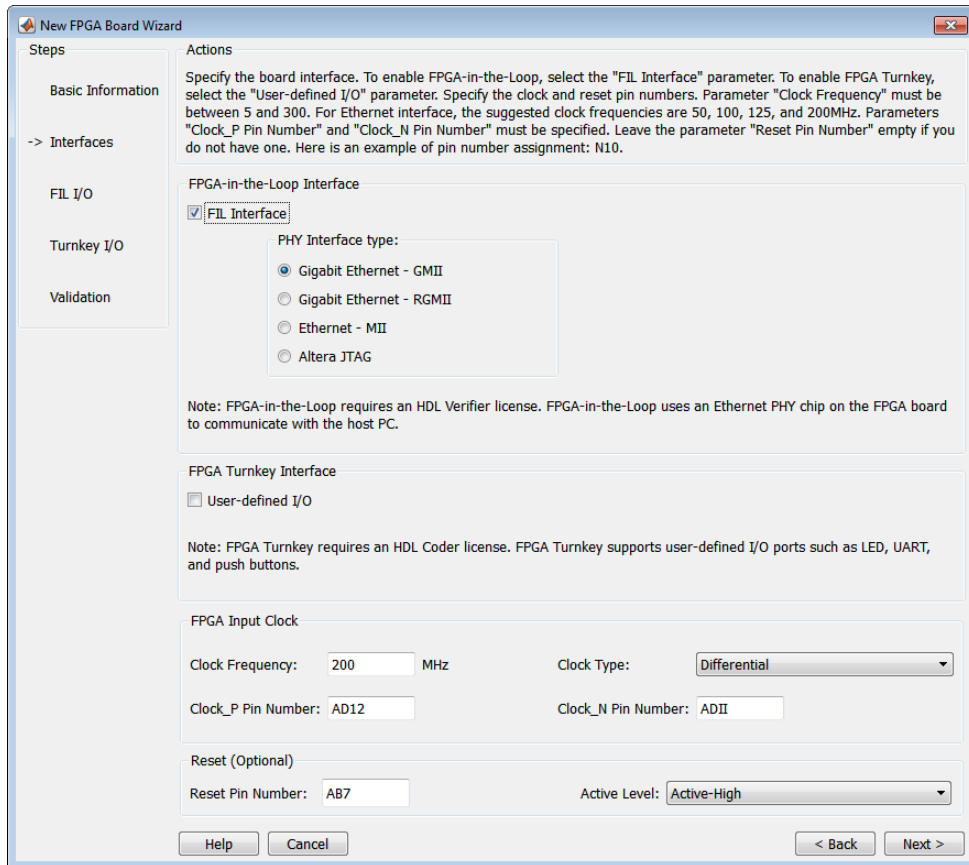 New FPGA Board Wizard
Steps
Basic Information
-> Interfaces
FIL I/O
Turnkey I/O
Validation
Actions
Specify the board interface. To enable FPGA-in-the-Loop, select the "FIL Interface" parameter. To enable FPGA Turnkey,
select the "User-defined I/O" parameter. Specify the clock and reset pin numbers. Parameter "Clock Frequency" must be
between 5 and 300. For Ethernet interface, the suggested clock frequencies are 50, 100, 125, and 200MHz. Parameters
"Clock_P Pin Number" and "Clock_N Pin Number" must be specified. Leave the parameter "Reset Pin Number" empty if you
do not have one. Here is an example of pin number assignment: N10.
FPGA-in-the-Loop Interface
FIL Interface
PHY Interface type:
Gigabit Ethernet - GMII
Gigabit Ethernet - RGMII
Ethernet - MII
Altera JTAG
Note: FPGA-in-the-Loop requires an HDL Verifier license. FPGA-in-the-Loop uses an Ethernet PHY chip on the FPGA board
to communicate with the host PC.
FPGA Turnkey Interface
User-defined I/O
Note: FPGA Turnkey requires an HDL Coder license. FPGA Turnkey supports user-defined I/O ports such as LED, UART,
and push buttons.
FPGA Input Clock
Clock Frequency: 200 MHz Clock Type: Differential
Clock_P Pin Number: AD12 Clock_N Pin Number: ADII
Reset (Optional)
Reset Pin Number: AB7 Active Level: Active-High
Help Cancel < Back Next >